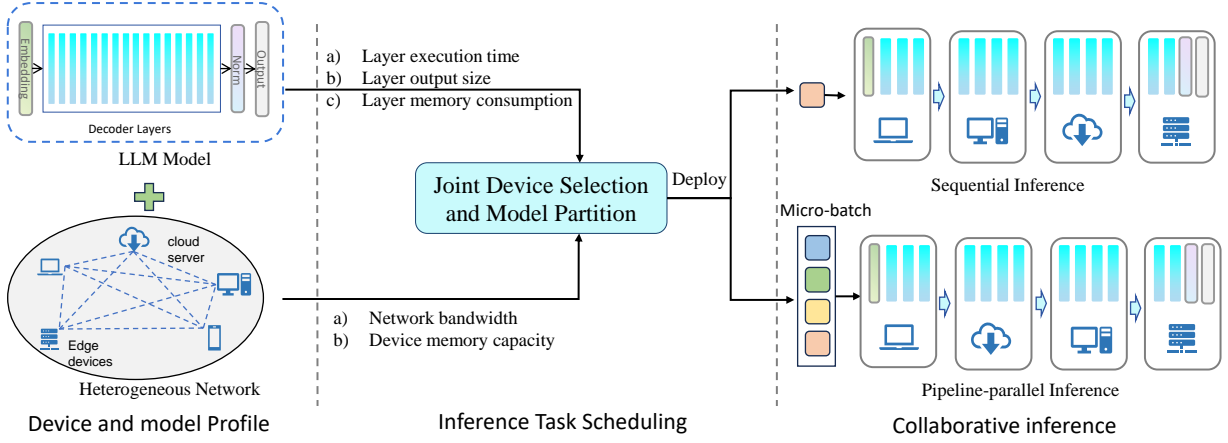 Embedding
Norm
Output
Decoder Layers
LLM Model
cloud
server
Edge
devices
Heterogeneous Network
Device and model Profile
a) Layer execution time
b) Layer output size
c) Layer memory consumption
Joint Device Selection
and Model Partition
Deploy
a) Network bandwidth
b) Device memory capacity
Inference Task Scheduling
Sequential Inference
Micro-batch
Pipeline-parallel Inference
Collaborative inference